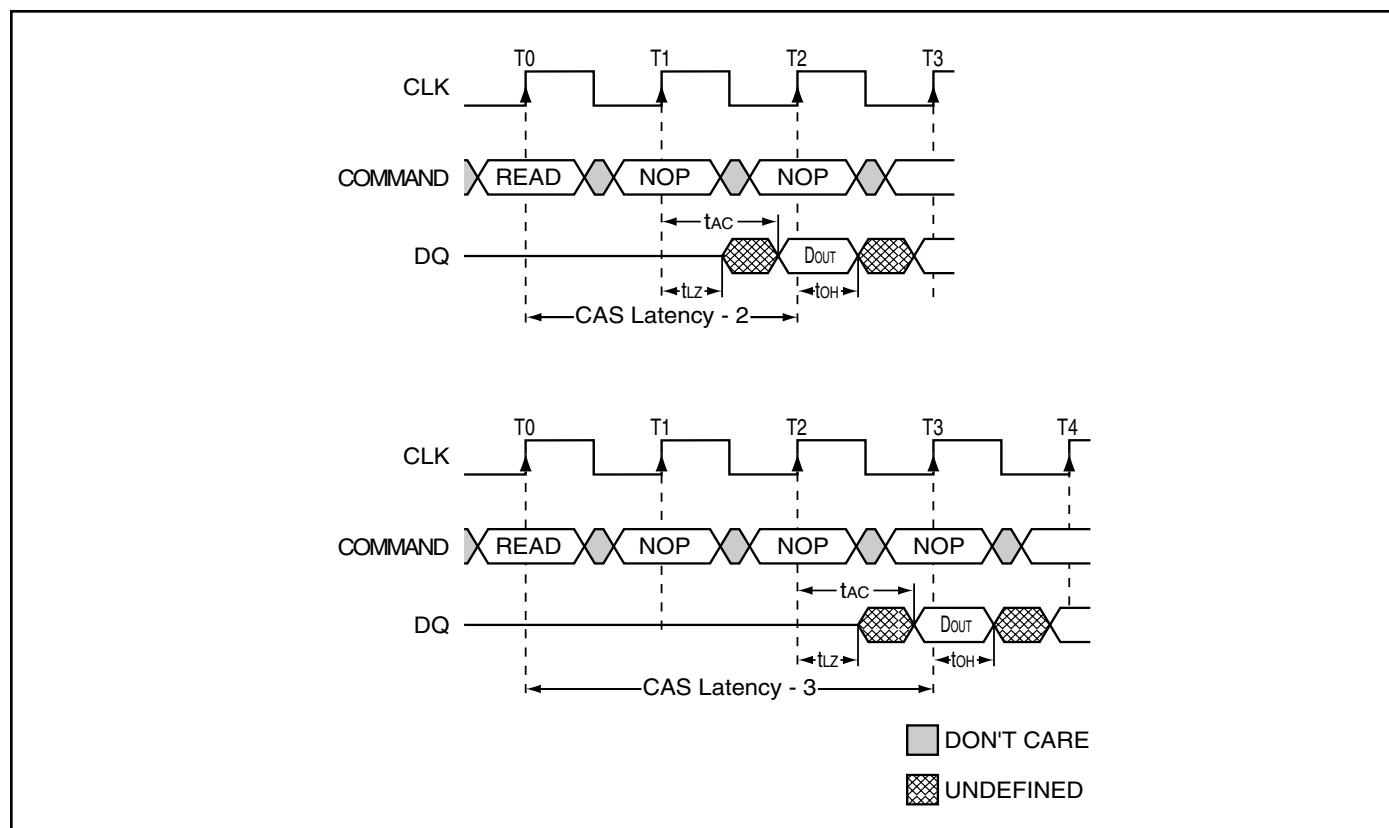 T0 T1 T2 T3
CLK
COMMAND READ NOP NOP
tAC
DQ DOUT
tLZ tOH
CAS Latency - 2
T0 T1 T2 T3 T4
CLK
COMMAND READ NOP NOP NOP
tAC
DQ DOUT
tLZ tOH
CAS Latency - 3
DON'T CARE
UNDEFINED